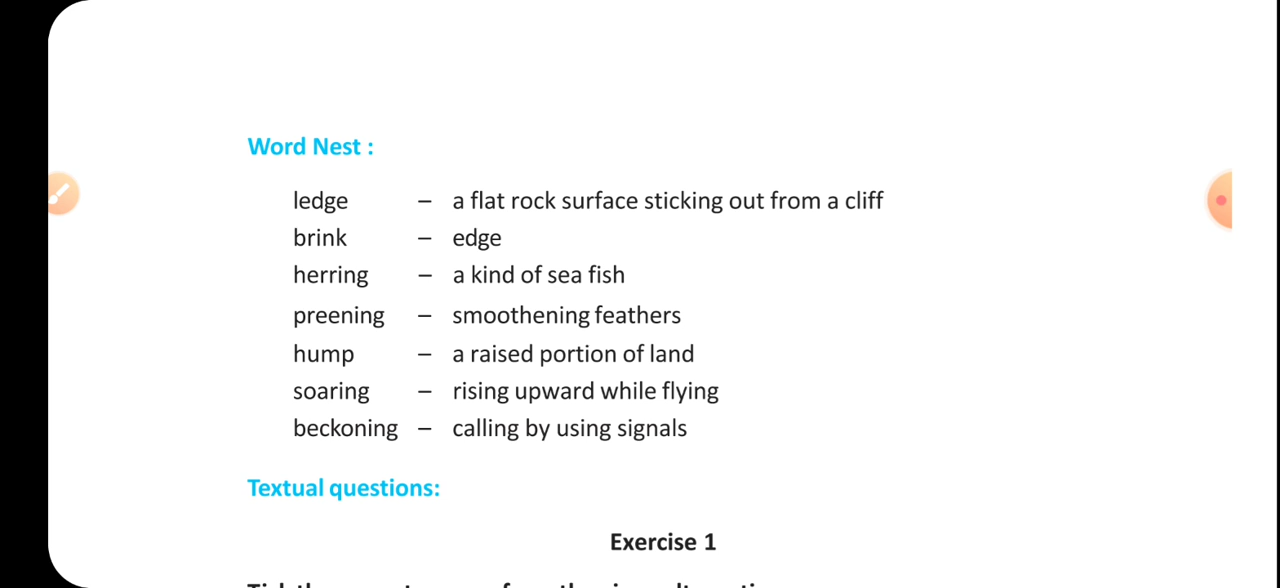 Word Nest :
ledge – a flat rock surface sticking out from a cliff
brink – edge
herring – a kind of sea fish
preening – smoothening feathers
hump – a raised portion of land
soaring – rising upward while flying
beckoning – calling by using signals
Textual questions:
Exercise 1